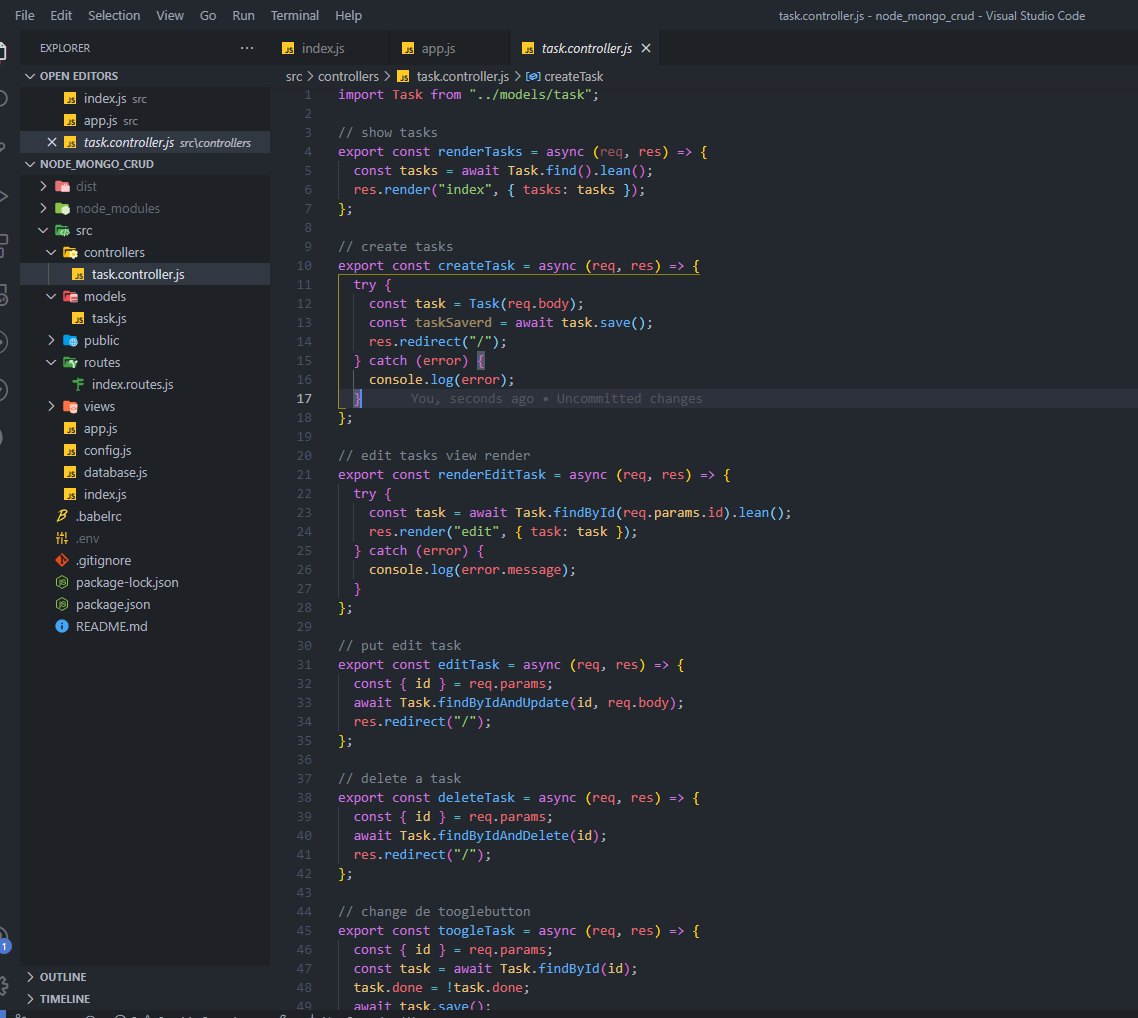 File Edit Selection View Go Run Terminal Help task.controller.js - node_mongo_crud - Visual Studio Code
EXPLORER ···
OPEN EDITORS
JS index.js src
JS app.js src
JS task.controller.js src\controllers
NODE_MONGO_CRUD
dist
node_modules
src
controllers
JS task.controller.js
models
JS task.js
public
routes
index.routes.js
views
JS app.js
JS config.js
JS database.js
JS index.js
.babelrc
.env
.gitignore
package-lock.json
package.json
README.md
OUTLINE
TIMELINE
1
JS index.js JS app.js JS task.controller.js
src > controllers > JS task.controller.js > createTask
1 import Task from "../models/task";
2
3 // show tasks
4 export const renderTasks = async (req, res) => {
5 const tasks = await Task.find().lean();
6 res.render("index", { tasks: tasks });
7 };
8
9 // create tasks
10 export const createTask = async (req, res) => {
11 try {
12 const task = Task(req.body);
13 const taskSaverd = await task.save();
14 res.redirect("/");
15 } catch (error) {
16 console.log(error);
17 } You, seconds ago • Uncommitted changes
18 };
19
20 // edit tasks view render
21 export const renderEditTask = async (req, res) => {
22 try {
23 const task = await Task.findById(req.params.id).lean();
24 res.render("edit", { task: task });
25 } catch (error) {
26 console.log(error.message);
27 }
28 };
29
30 // put edit task
31 export const editTask = async (req, res) => {
32 const { id } = req.params;
33 await Task.findByIdAndUpdate(id, req.body);
34 res.redirect("/");
35 };
36
37 // delete a task
38 export const deleteTask = async (req, res) => {
39 const { id } = req.params;
40 await Task.findByIdAndDelete(id);
41 res.redirect("/");
42 };
43
44 // change de tooglebutton
45 export const toogleTask = async (req, res) => {
46 const { id } = req.params;
47 const task = await Task.findById(id);
48 task.done = !task.done;
49 await task.save();